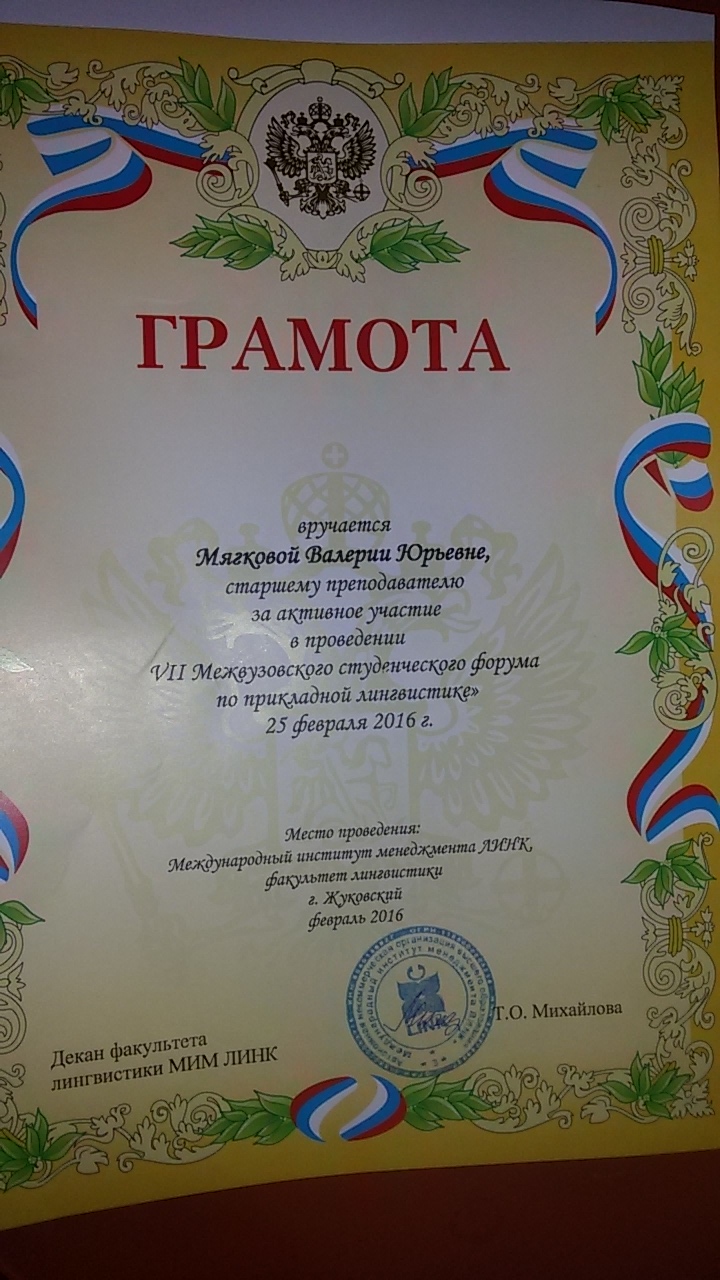 ГРАМОТА
вручается
Мягковой Валерии Юрьевне,
старшему преподавателю
за активное участие
в проведении
VII Межвузовского студенческого форума
по прикладной лингвистике»
25 февраля 2016 г.
Место проведения:
Международный институт менеджмента ЛИНК,
факультет лингвистики
г. Жуковский
февраль 2016
Декан факультета
лингвистики МИМ ЛИНК
Т.О. Михайлова